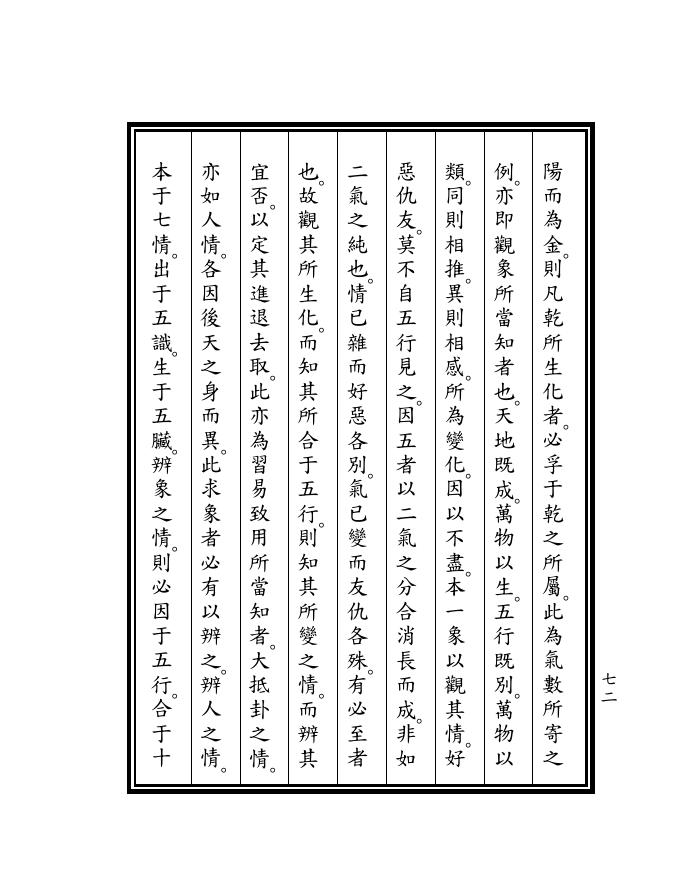 陽而為金。則凡乾所生化者。必孚于乾之所屬。此為氣數所寄之
例。亦即觀象所當知者也。天地既成。萬物以生。五行既別。萬物以
類。同則相推。異則相感。所為變化。因以不盡。本一象以觀其情。好
惡仇友。莫不自五行見之。因五者以二氣之分合消長而成。非如
二氣之純也。情已雜而好惡各別。氣已變而友仇各殊。有必至者
也。故觀其所生化。而知其所合于五行。則知其所變之情。而辨其
宜否。以定其進退去取。此亦為習易致用所當知者。大抵卦之情。
亦如人情。各因後天之身而異。此求象者必有以辨之。辨人之情。
本于七情。出于五識。生于五臟。辨象之情。則必因于五行。合于十
七二